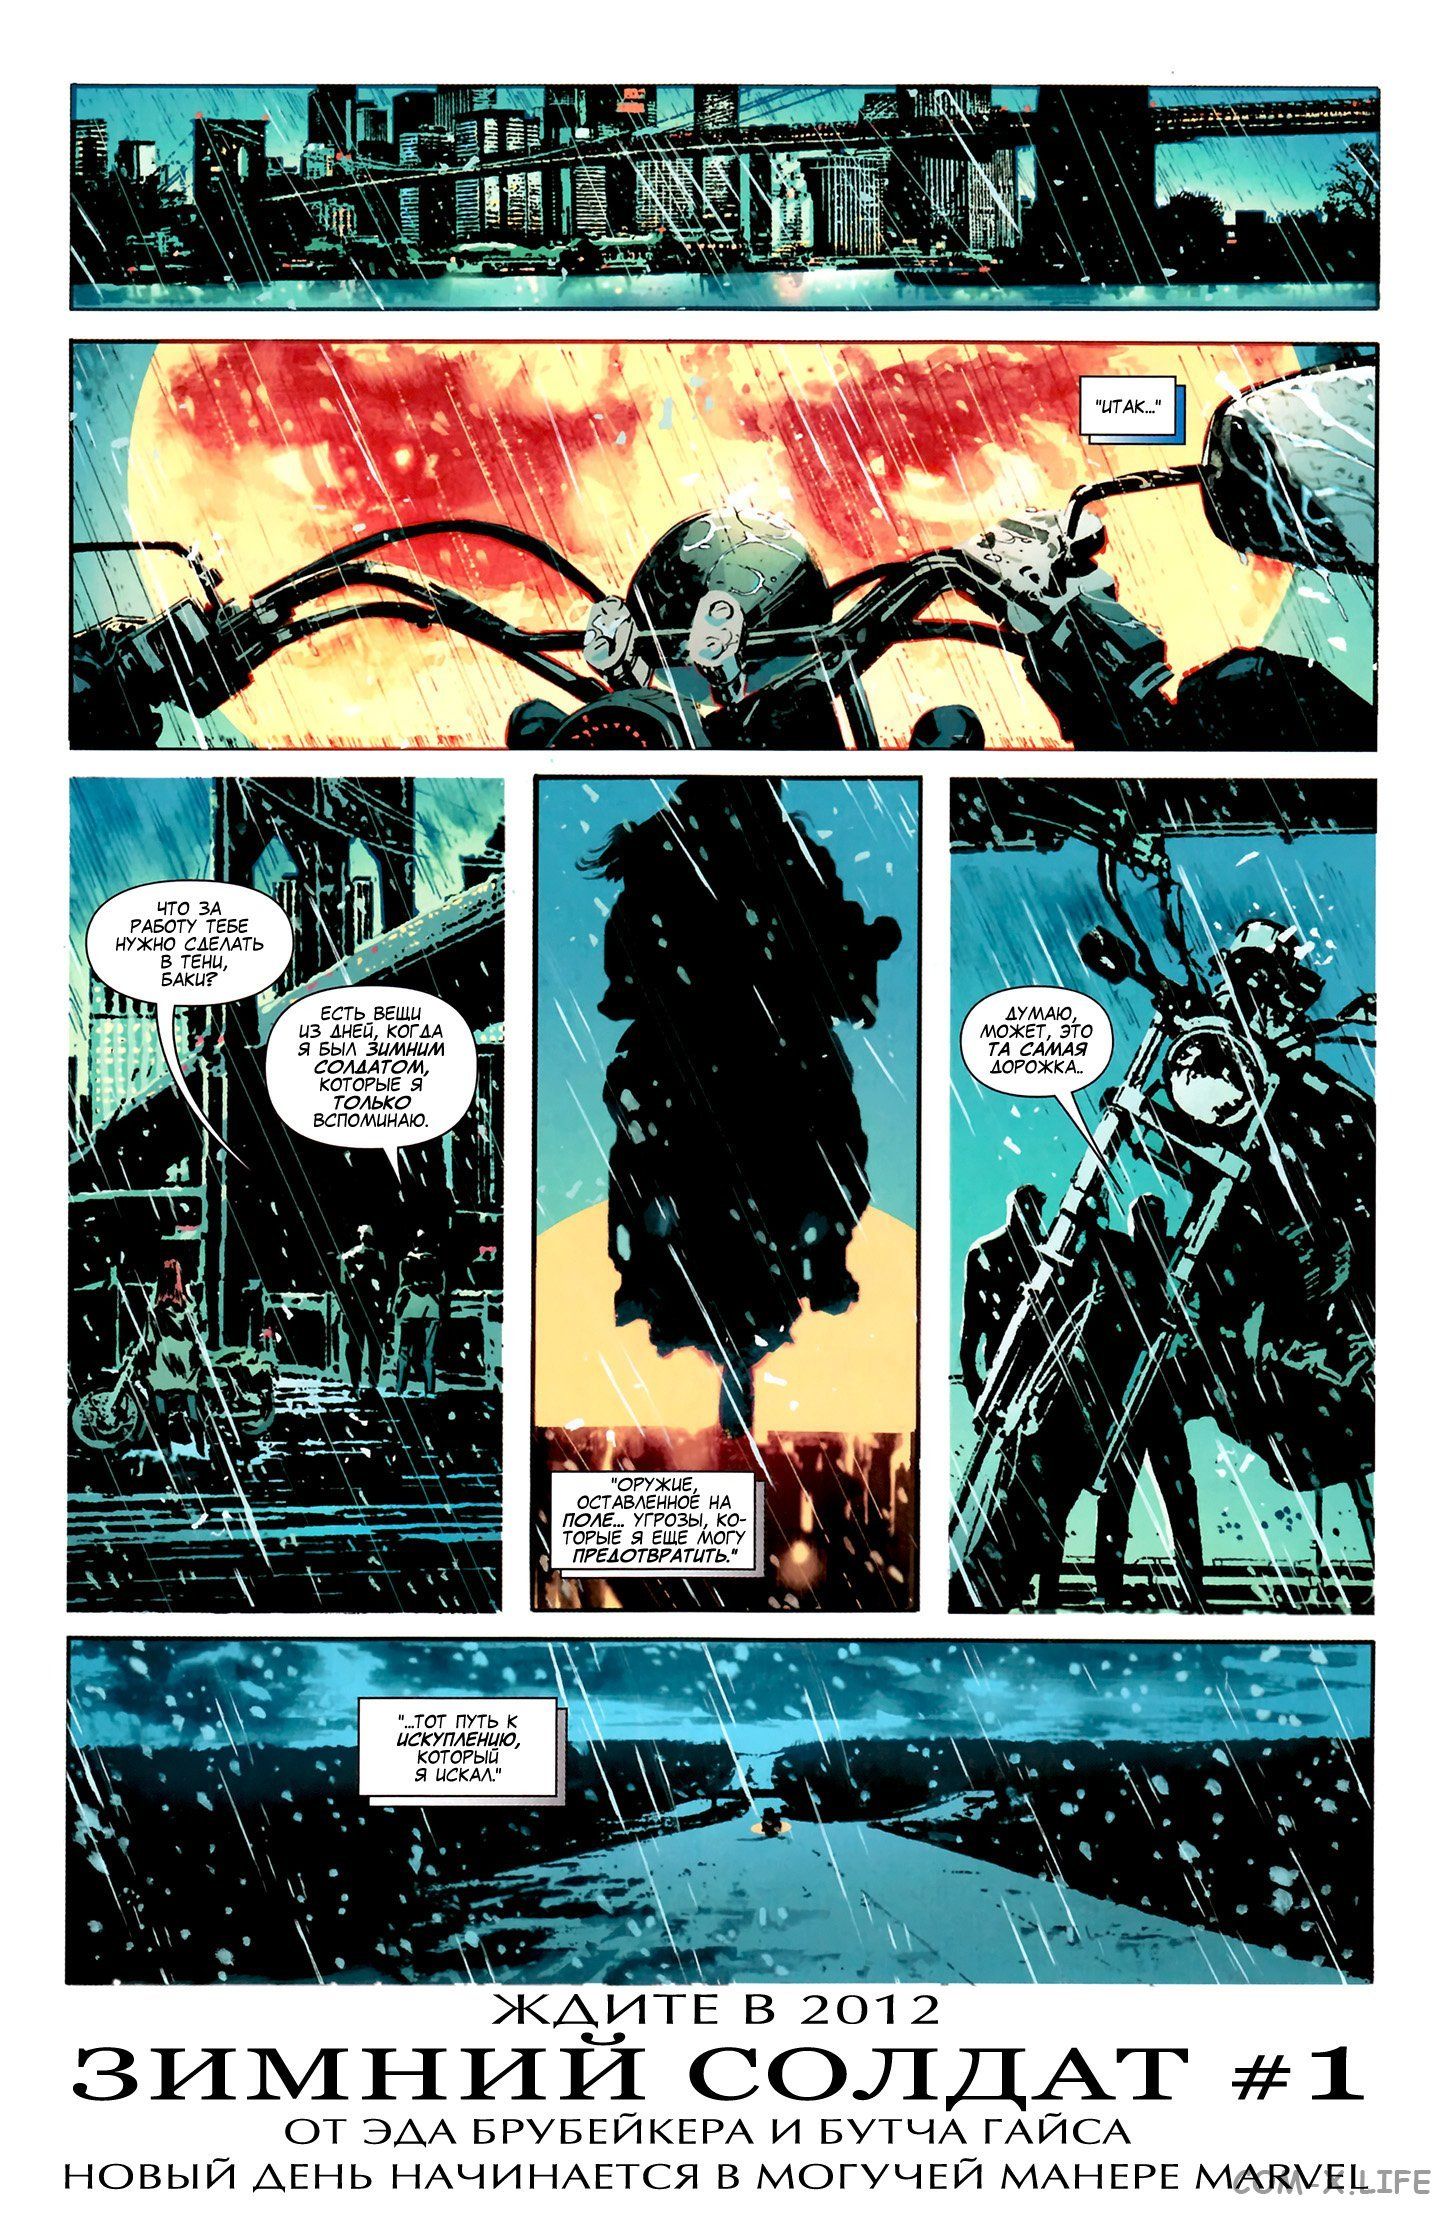 "ИТАК..."
ЧТО ЗА
РАБОТУ ТЕБЕ
НУЖНО СДЕЛАТЬ
В ТЕНИ,
БАКИ?
ЕСТЬ ВЕЩИ
ИЗ ДНЕЙ, КОГДА
Я БЫЛ ЗИМНИМ
СОЛДАТОМ,
КОТОРЫЕ Я
ТОЛЬКО
ВСПОМИНАЮ.
"ОРУЖИЕ,
ОСТАВЛЕННОЕ НА
ПОЛЕ... УГРОЗЫ, КО-
ТОРЫЕ Я ЕЩЕ МОГУ
ПРЕДОТВРАТИТЬ."
ДУМАЮ,
МОЖЕТ, ЭТО
ТА САМАЯ
ДОРОЖКА..
"...ТОТ ПУТЬ К
ИСКУПЛЕНИЮ,
КОТОРЫЙ
Я ИСКАЛ."
ЖДИТЕ В 2012
ЗИМНИЙ СОЛДАТ #1
ОТ ЭДА БРУБЕЙКЕРА И БУТЧА ГАЙСА
НОВЫЙ ДЕНЬ НАЧИНАЕТСЯ В МОГУЧЕЙ МАНЕРЕ MARVEL
COM-X.LIFE